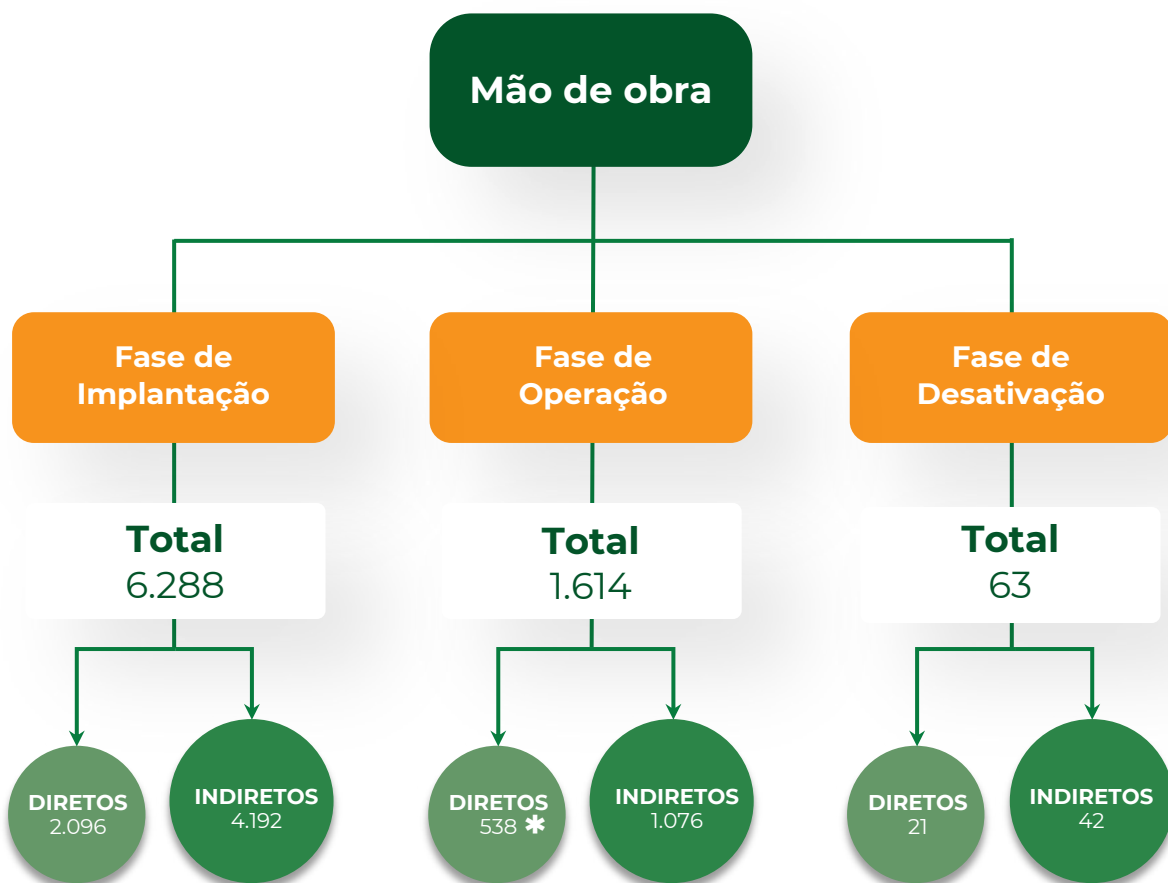 Mão de obra
Fase de
Implantação
Fase de
Operação
Fase de
Desativação
Total
6.288
Total
1.614
Total
63
DIRETOS
2.096
INDIRETOS
4.192
DIRETOS
538 *
INDIRETOS
1.076
DIRETOS
21
INDIRETOS
42